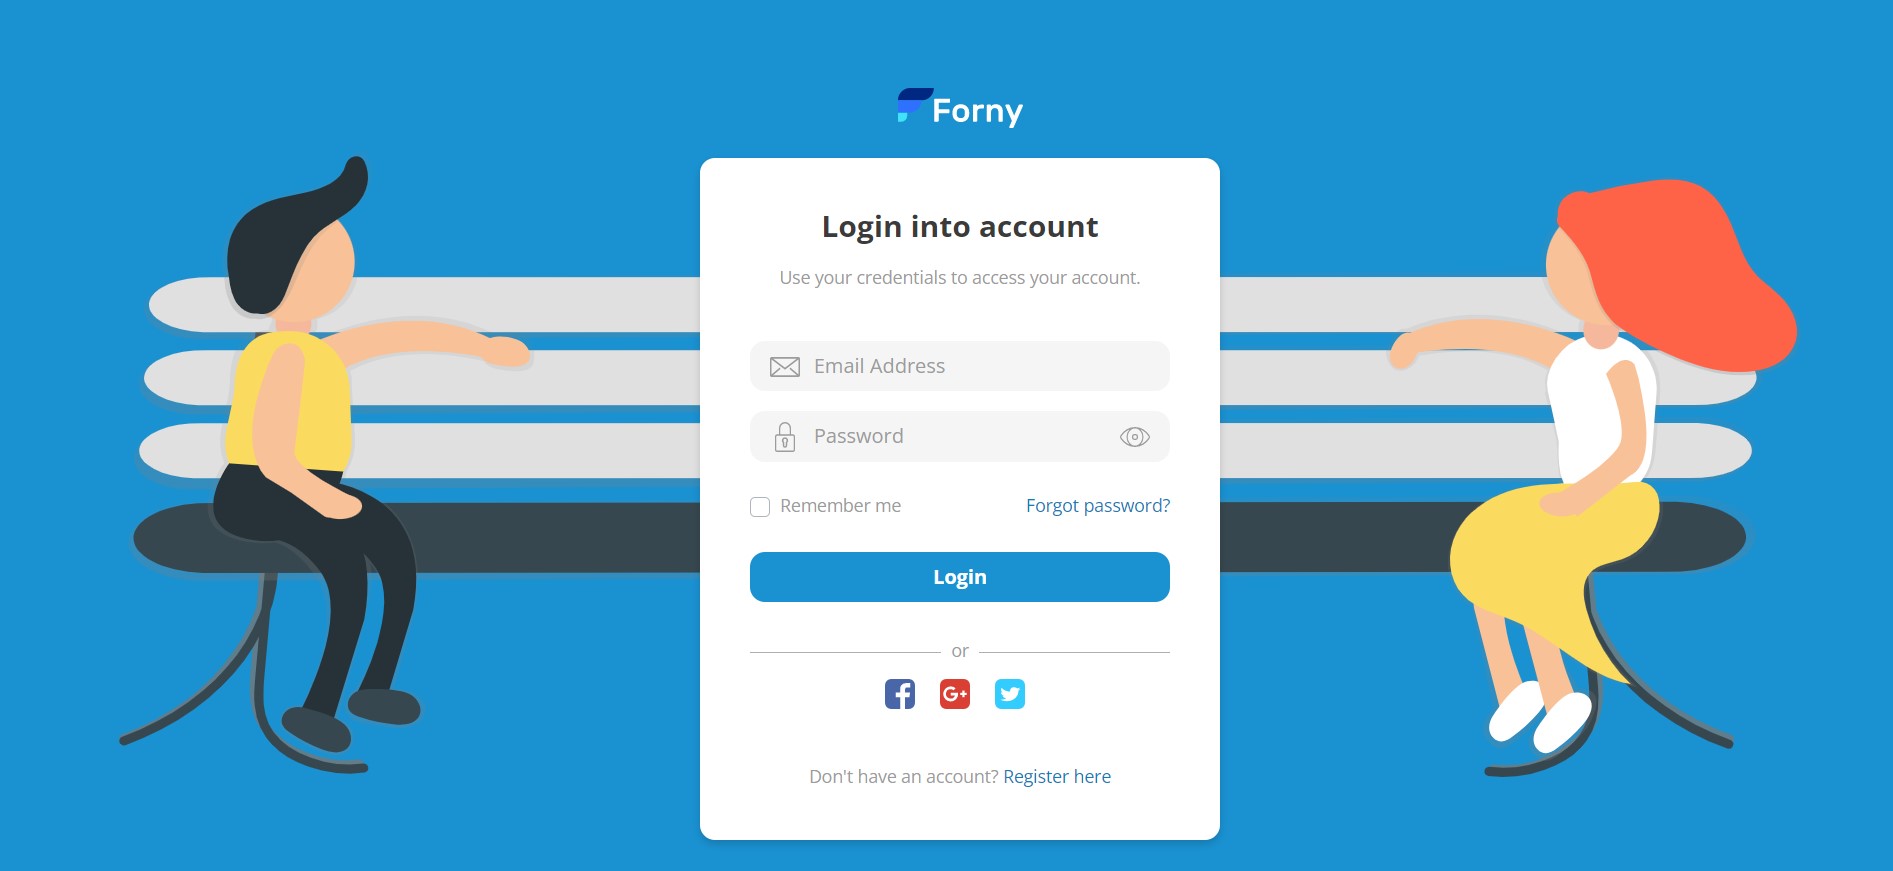 Forny
Login into account
Use your credentials to access your account.
Email Address
Password
Remember me Forgot password?
Login
or
f G+
Don't have an account? Register here